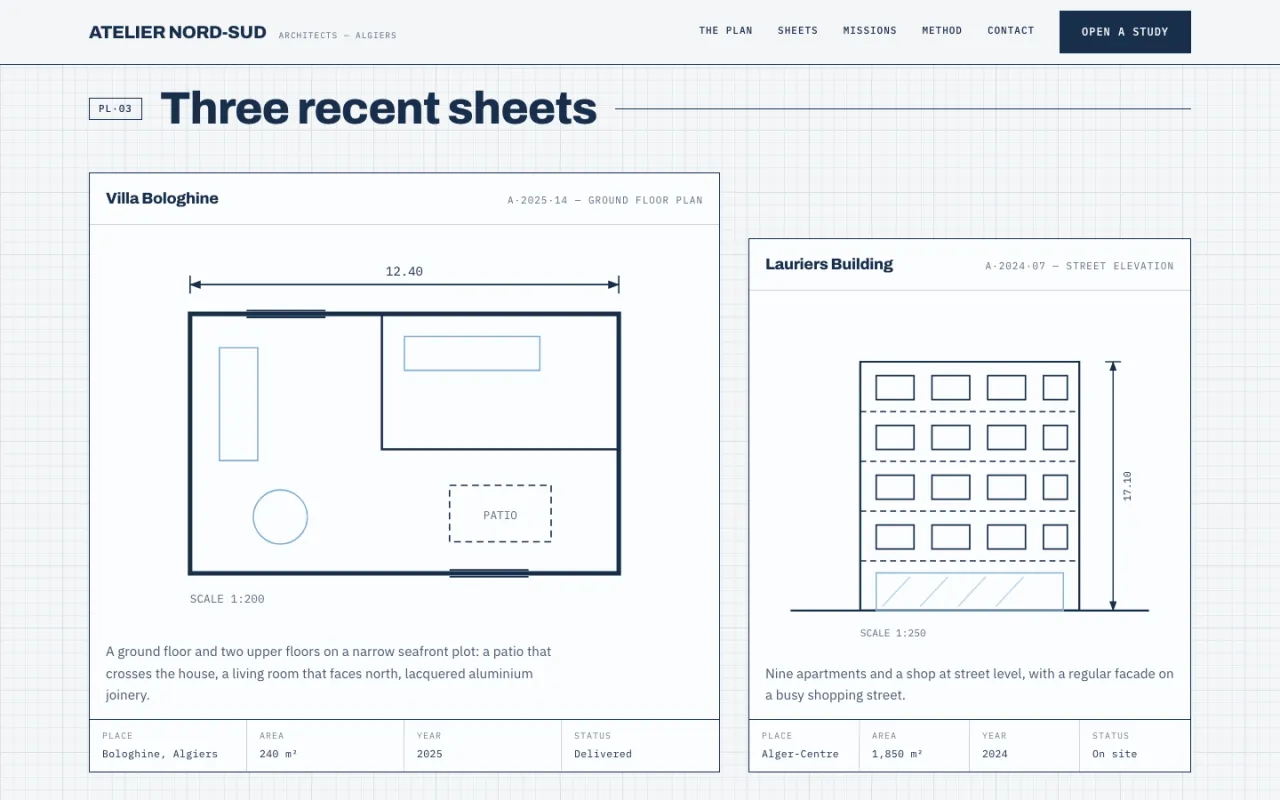 ATELIER NORD-SUD ARCHITECTS — ALGIERS
THE PLAN SHEETS MISSIONS METHOD CONTACT OPEN A STUDY
PL·03 Three recent sheets
Villa Bologhine A·2025·14 — GROUND FLOOR PLAN
12.40
PATIO
SCALE 1:200
A ground floor and two upper floors on a narrow seafront plot: a patio that
crosses the house, a living room that faces north, lacquered aluminium
joinery.
PLACE AREA YEAR STATUS
Bologhine, Algiers 240 m² 2025 Delivered
Lauriers Building A·2024·07 — STREET ELEVATION
17.10
SCALE 1:250
Nine apartments and a shop at street level, with a regular facade on
a busy shopping street.
PLACE AREA YEAR STATUS
Alger-Centre 1,850 m² 2024 On site